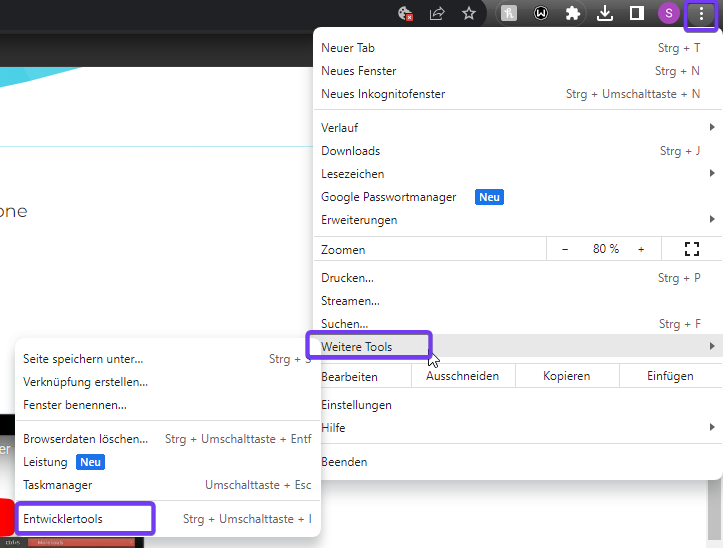 S
Neuer Tab Strg + T
Neues Fenster Strg + N
Neues Inkognitofenster Strg + Umschalttaste + N
Verlauf
Downloads Strg + J
Lesezeichen
Google Passwortmanager Neu
Erweiterungen
Zoomen − 80 % +
Drucken... Strg + P
Streamen...
Suchen... Strg + F
Weitere Tools
Bearbeiten Ausschneiden Kopieren Einfügen
Einstellungen
Hilfe
Beenden
one
Seite speichern unter... Strg + S
Verknüpfung erstellen...
Fenster benennen...
Browserdaten löschen... Strg + Umschalttaste + Entf
Leistung Neu
Taskmanager Umschalttaste + Esc
Entwicklertools Strg + Umschalttaste + I
er